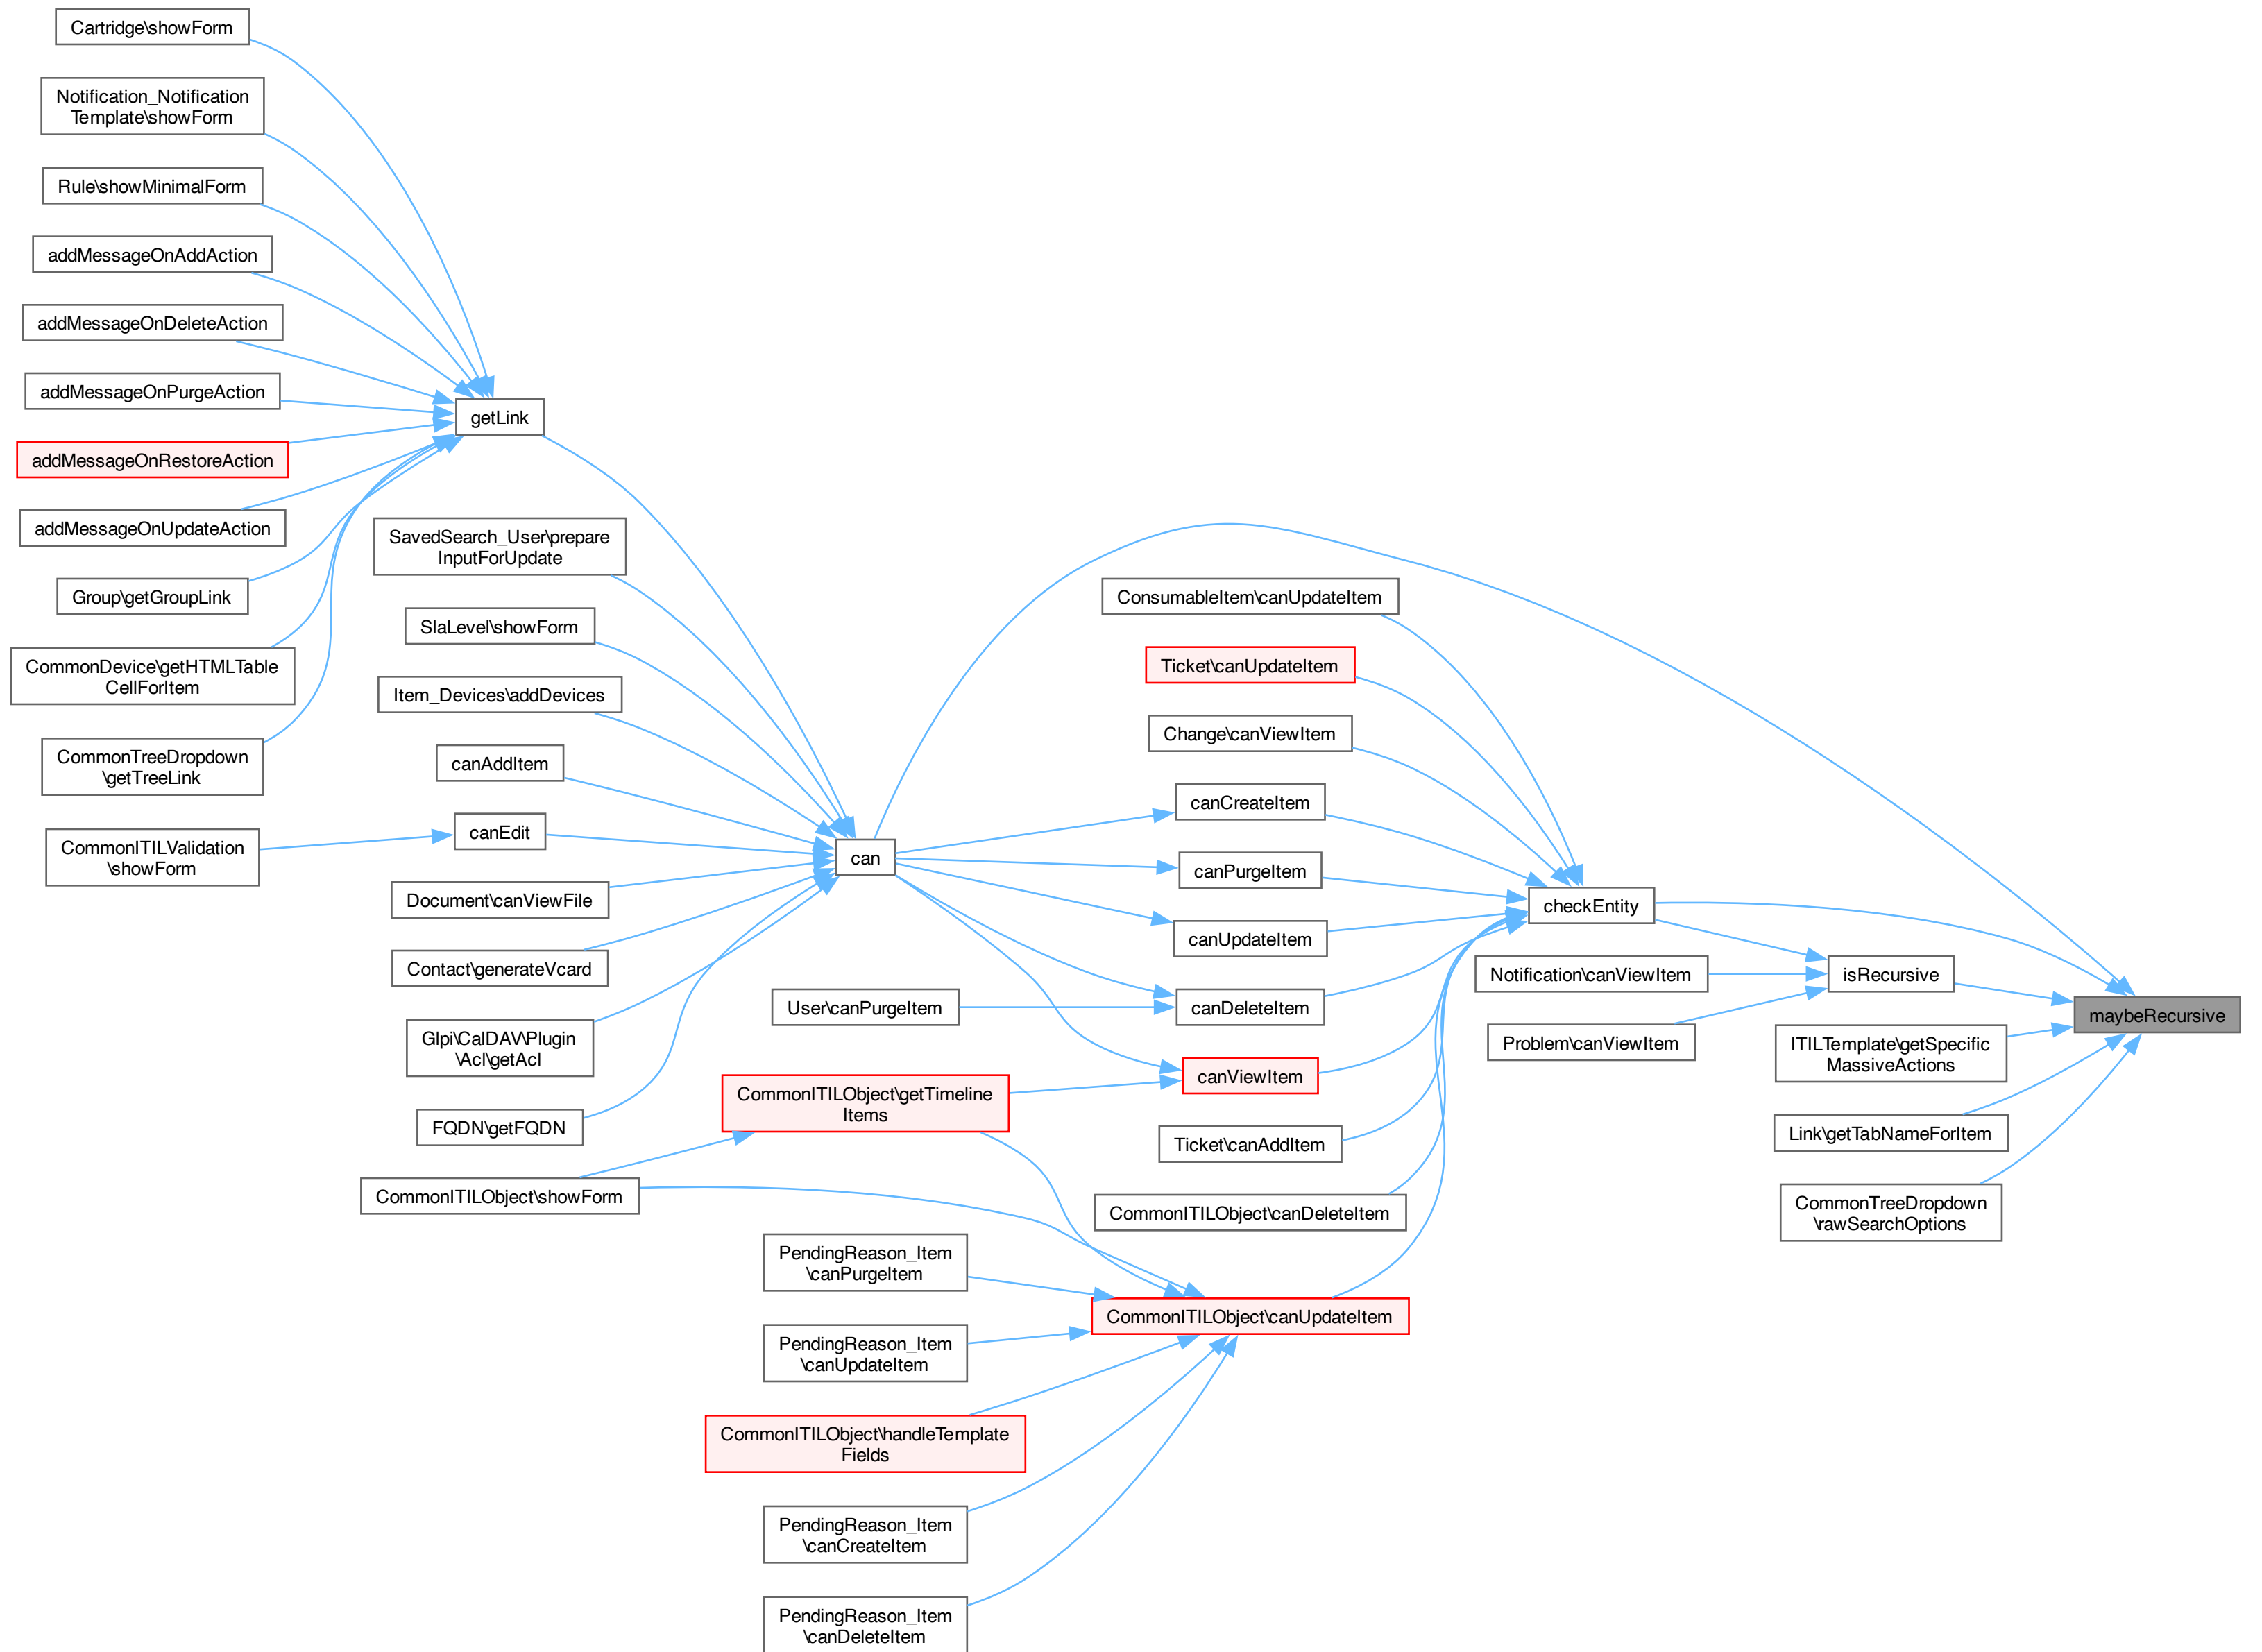 Cartridge\showForm
Notification_Notification
Template\showForm
Rule\showMinimalForm
addMessageOnAddAction
addMessageOnDeleteAction
addMessageOnPurgeAction
addMessageOnRestoreAction
addMessageOnUpdateAction
Group\getGroupLink
CommonDevice\getHTMLTable
CellForItem
CommonTreeDropdown
\getTreeLink
CommonITILValidation
\showForm
getLink
SavedSearch_User\prepare
InputForUpdate
SlaLevel\showForm
Item_Devices\addDevices
canAddItem
canEdit
Document\canViewFile
Contact\generateVcard
Glpi\CalDAV\Plugin
\Acl\getAcl
FQDN\getFQDN
CommonITILObject\showForm
can
User\canPurgeItem
CommonITILObject\getTimeline
Items
PendingReason_Item
\canPurgeItem
PendingReason_Item
\canUpdateItem
CommonITILObject\handleTemplate
Fields
PendingReason_Item
\canCreateItem
PendingReason_Item
\canDeleteItem
ConsumableItem\canUpdateItem
Ticket\canUpdateItem
Change\canViewItem
canCreateItem
canPurgeItem
canUpdateItem
canDeleteItem
canViewItem
Ticket\canAddItem
CommonITILObject\canDeleteItem
CommonITILObject\canUpdateItem
checkEntity
Notification\canViewItem
Problem\canViewItem
isRecursive
ITILTemplate\getSpecific
MassiveActions
Link\getTabNameForItem
CommonTreeDropdown
\rawSearchOptions
maybeRecursive